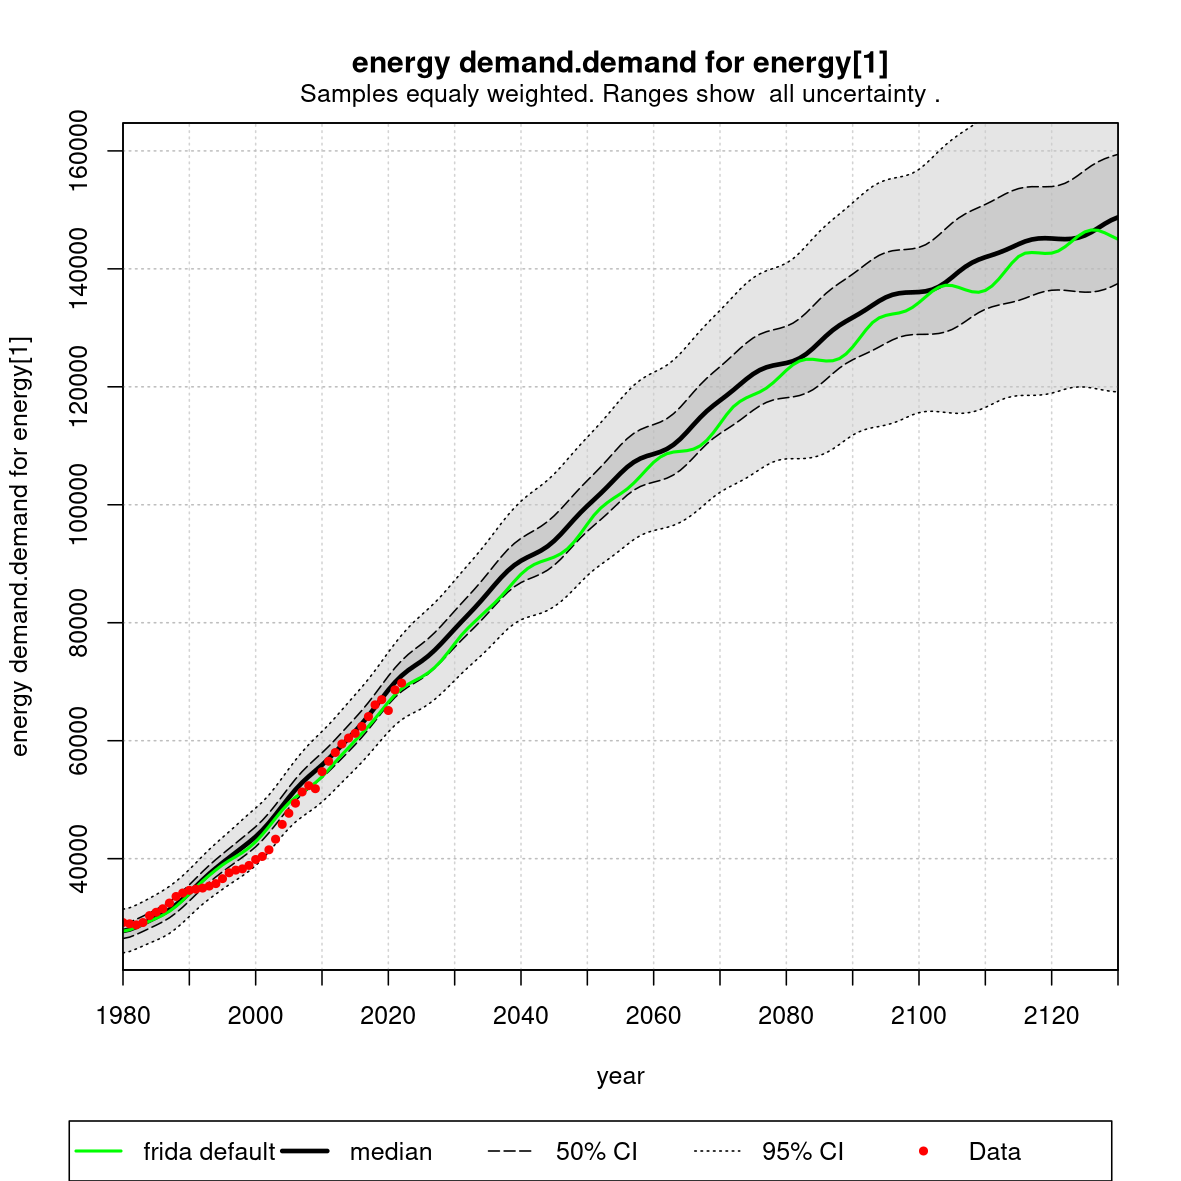 energy demand.demand for energy[1]
Samples equaly weighted. Ranges show  all uncertainty .
energy demand.demand for energy[1]
160000
140000
120000
100000
80000
60000
40000
1980 2000 2020 2040 2060 2080 2100 2120
year
frida default median 50% CI 95% CI Data